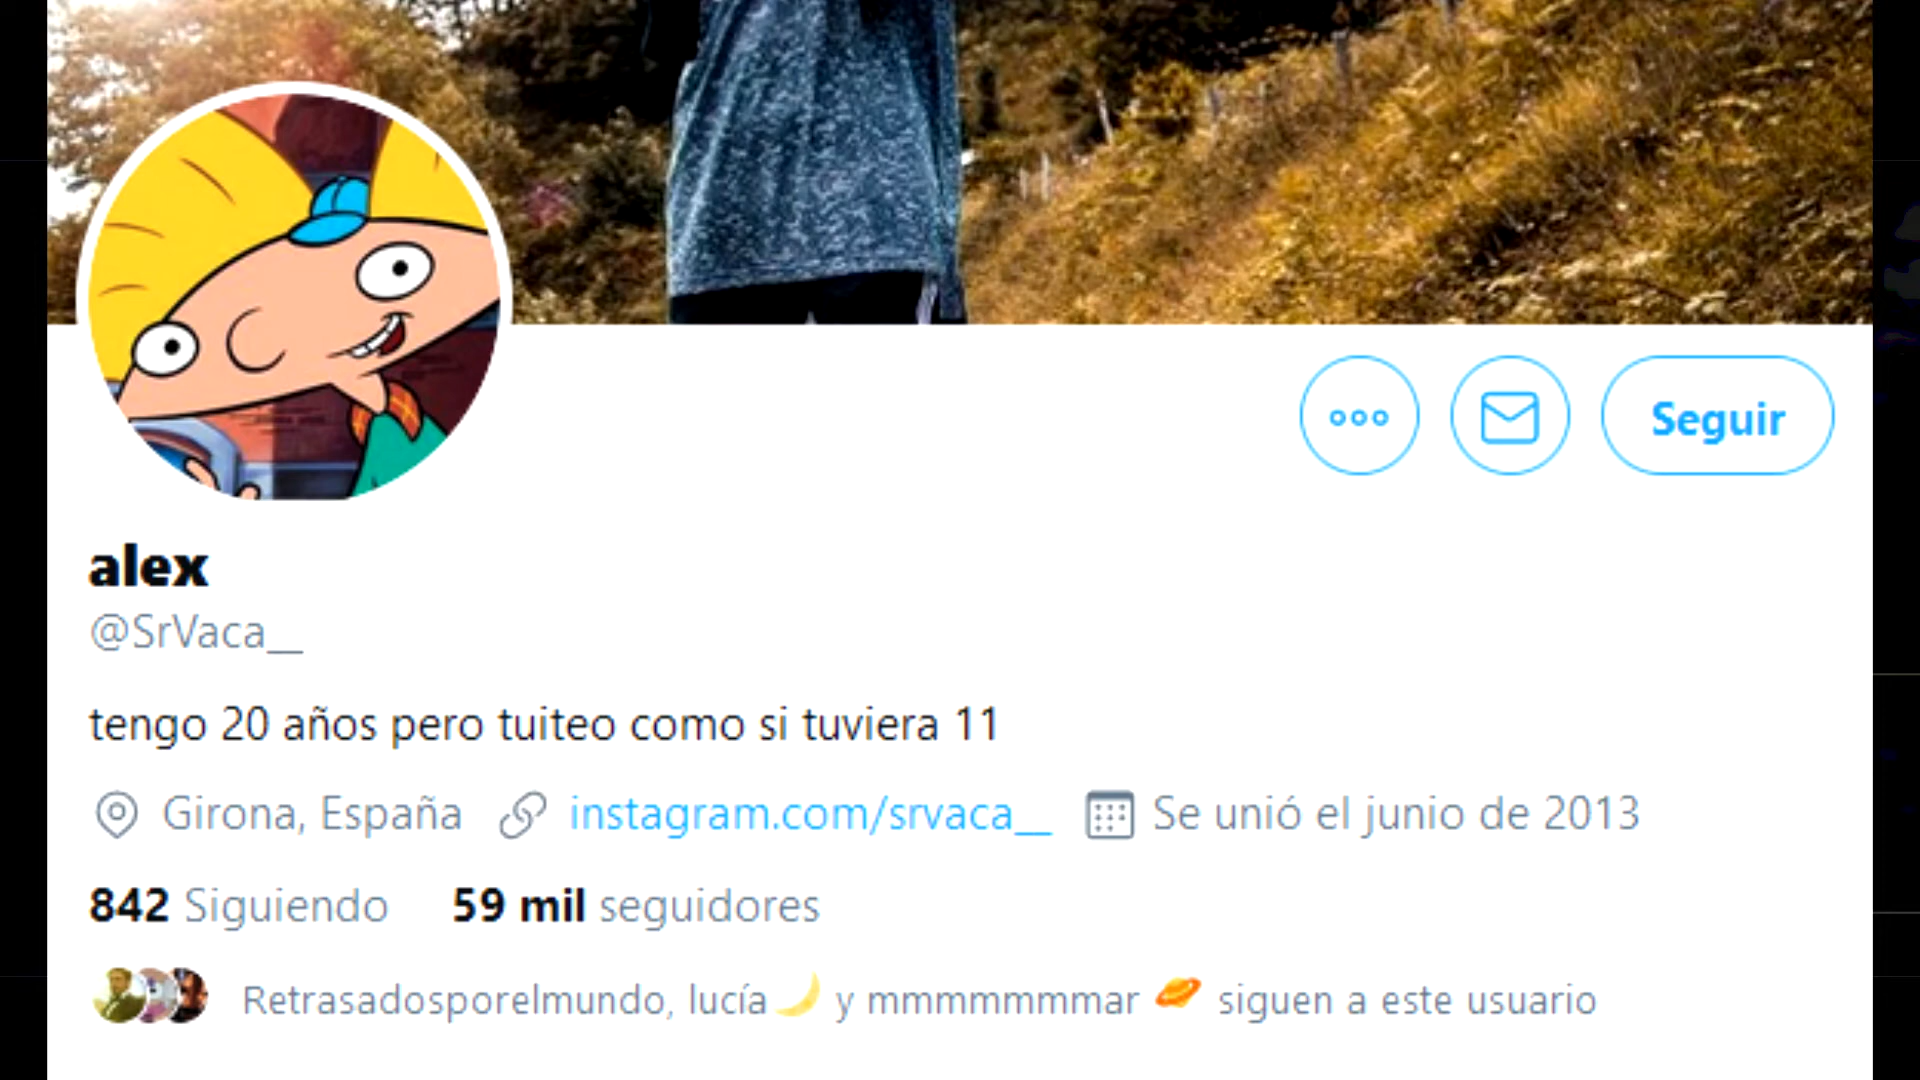 Seguir
alex
@SrVaca__
tengo 20 años pero tuiteo como si tuviera 11
Girona, España instagram.com/srvaca__ Se unió el junio de 2013
842 Siguiendo 59 mil seguidores
Retrasadosporelmundo, lucía🌙 y mmmmmmmar 🪐 siguen a este usuario